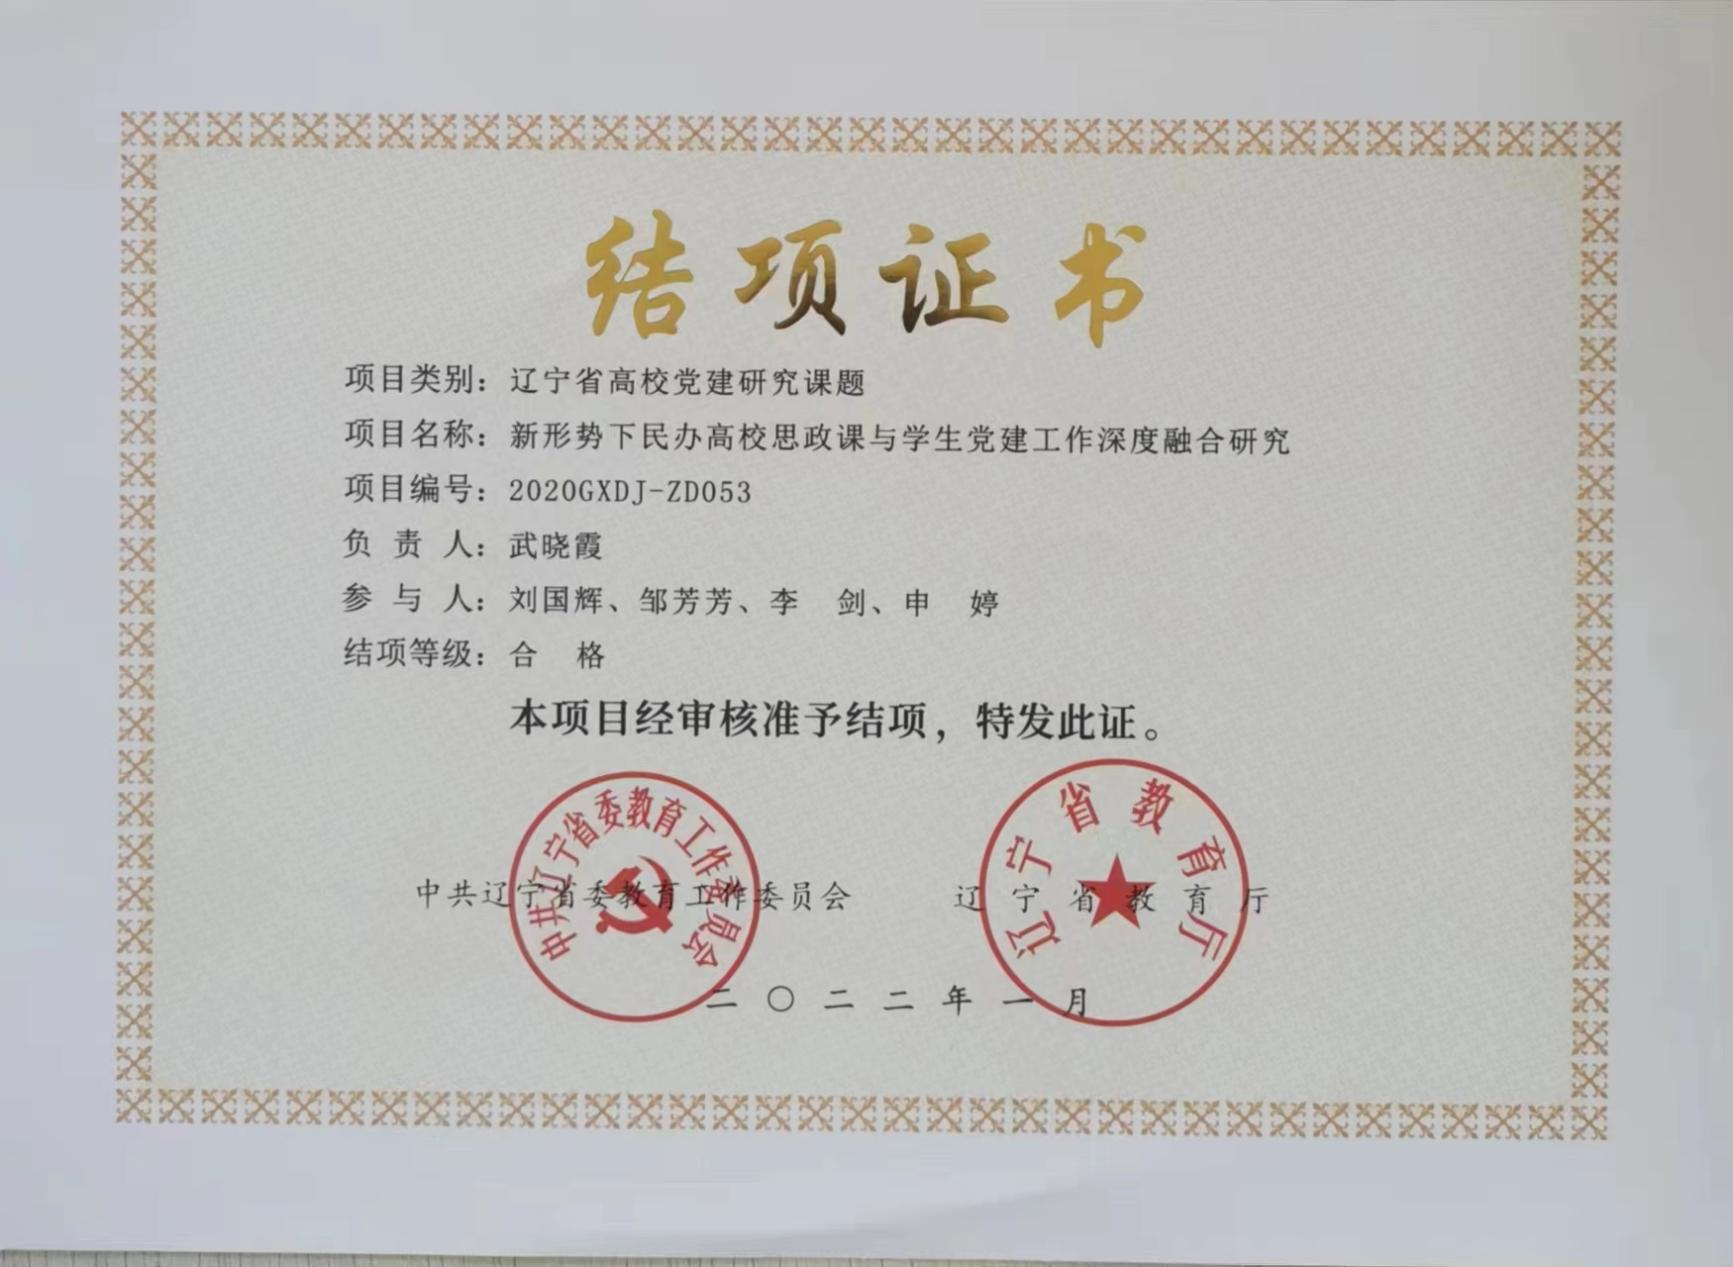 结项证书
项目类别：辽宁省高校党建研究课题
项目名称：新形势下民办高校思政课与学生党建工作深度融合研究
项目编号：2020GXDJ-ZD053
负责人：武晓霞
参与人：刘国辉、邹芳芳、李　剑、申　婷
结项等级：合　格
本项目经审核准予结项，特发此证。
中共辽宁省委教育工作委员会
辽宁省教育厅
中共辽宁省委教育工作委员会　辽宁省教育厅
二〇二二年一月